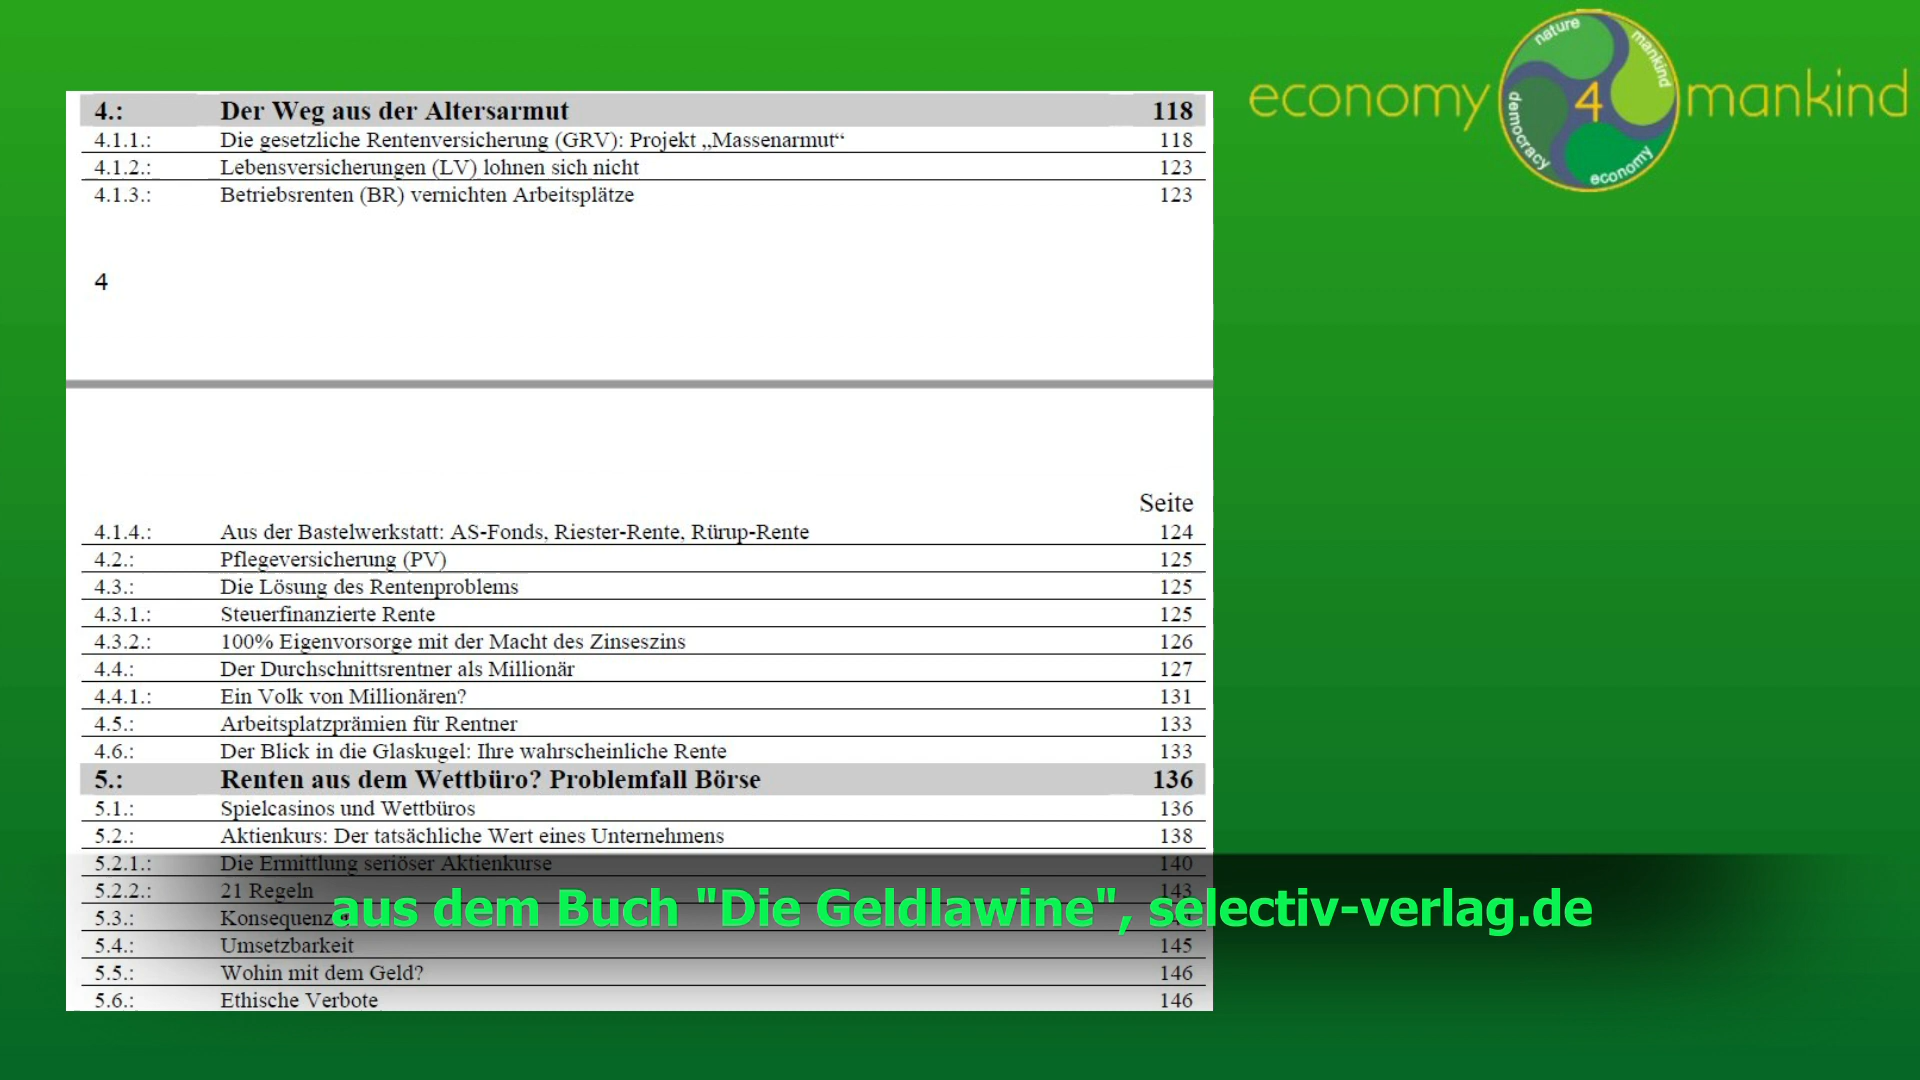 economy 4 mankind
nature
mankind
democracy
economy
4.: Der Weg aus der Altersarmut 118
4.1.1.: Die gesetzliche Rentenversicherung (GRV): Projekt „Massenarmut“ 118
4.1.2.: Lebensversicherungen (LV) lohnen sich nicht 123
4.1.3.: Betriebsrenten (BR) vernichten Arbeitsplätze 123
4
Seite
4.1.4.: Aus der Bastelwerkstatt: AS-Fonds, Riester-Rente, Rürup-Rente 124
4.2.: Pflegeversicherung (PV) 125
4.3.: Die Lösung des Rentenproblems 125
4.3.1.: Steuerfinanzierte Rente 125
4.3.2.: 100% Eigenvorsorge mit der Macht des Zinseszins 126
4.4.: Der Durchschnittsrentner als Millionär 127
4.4.1.: Ein Volk von Millionären? 131
4.5.: Arbeitsplatzprämien für Rentner 133
4.6.: Der Blick in die Glaskugel: Ihre wahrscheinliche Rente 133
5.: Renten aus dem Wettbüro? Problemfall Börse 136
5.1.: Spielcasinos und Wettbüros 136
5.2.: Aktienkurs: Der tatsächliche Wert eines Unternehmens 138
5.2.1.: Die Ermittlung seriöser Aktienkurse 140
5.2.2.: 21 Regeln 143
aus dem Buch "Die Geldlawine", selectiv-verlag.de
5.3.:
5.4.: Umsetzbarkeit 145
5.5.: Wohin mit dem Geld? 146
5.6.: Ethische Verbote 146